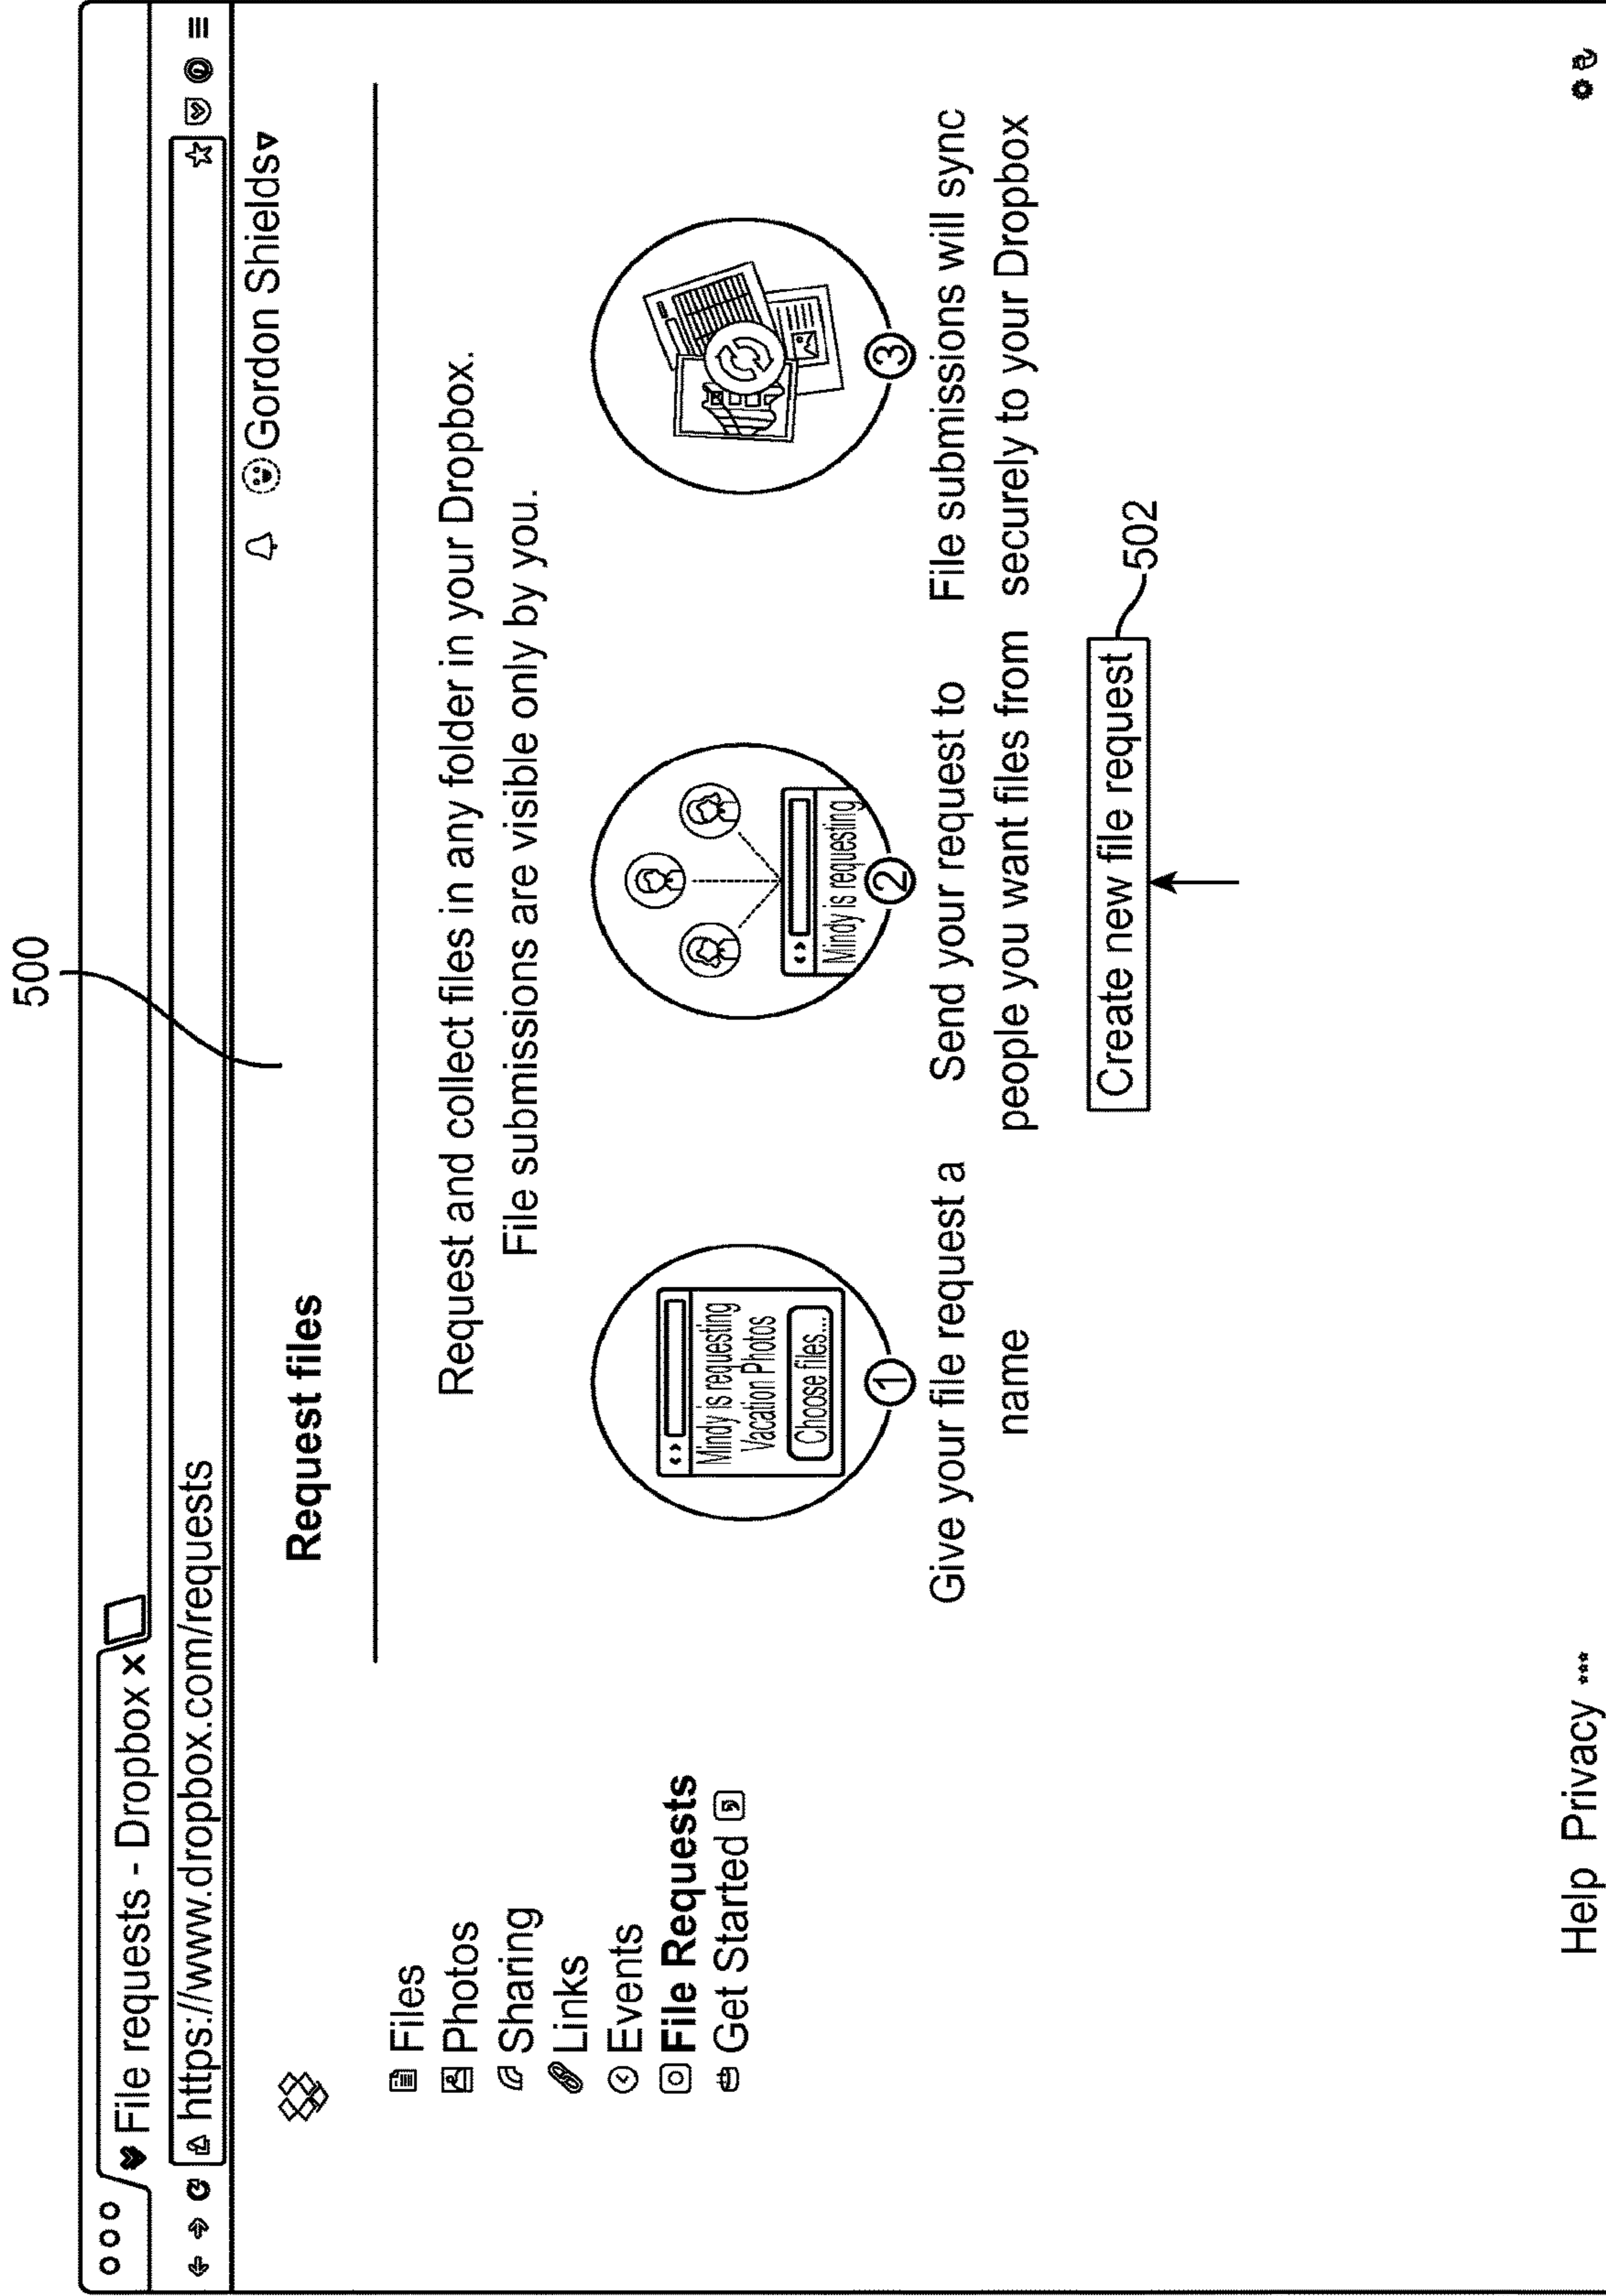 500
File requests - Dropbox x
https://www.dropbox.com/requests
Gordon Shields
Request files
Files
Photos
Sharing
Links
Events
File Requests
Get Started
Request and collect files in any folder in your Dropbox.
File submissions are visible only by you.
Mindy is requesting
Vacation Photos
Choose files...
1
Give your file request a
name
Mindy is requesting
2
Send your request to
people you want files from
3
File submissions will sync
securely to your Dropbox
Create new file request
502
Help Privacy